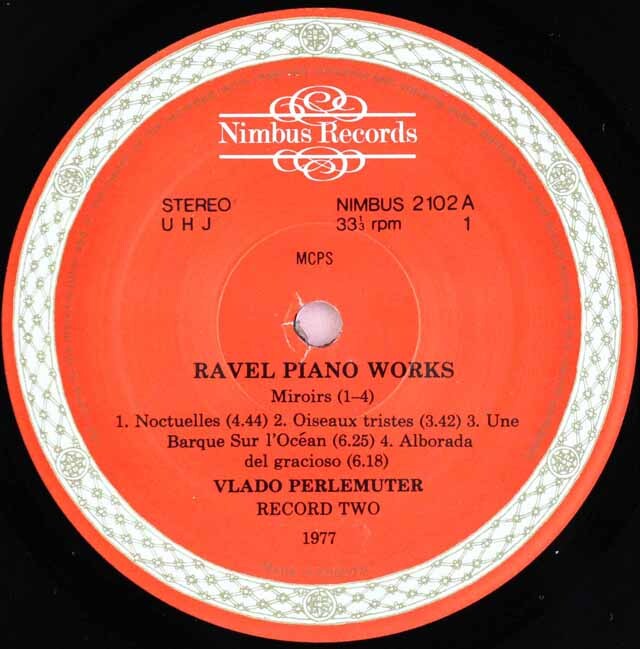 Nimbus Records
STEREO NIMBUS 2102 A
U H J 33⅓ rpm 1
MCPS
RAVEL PIANO WORKS
Miroirs (1–4)
1. Noctuelles (4.44) 2. Oiseaux tristes (3.42) 3. Une
Barque Sur l'Océan (6.25) 4. Alborada
del gracioso (6.18)
VLADO PERLEMUTER
RECORD TWO
1977